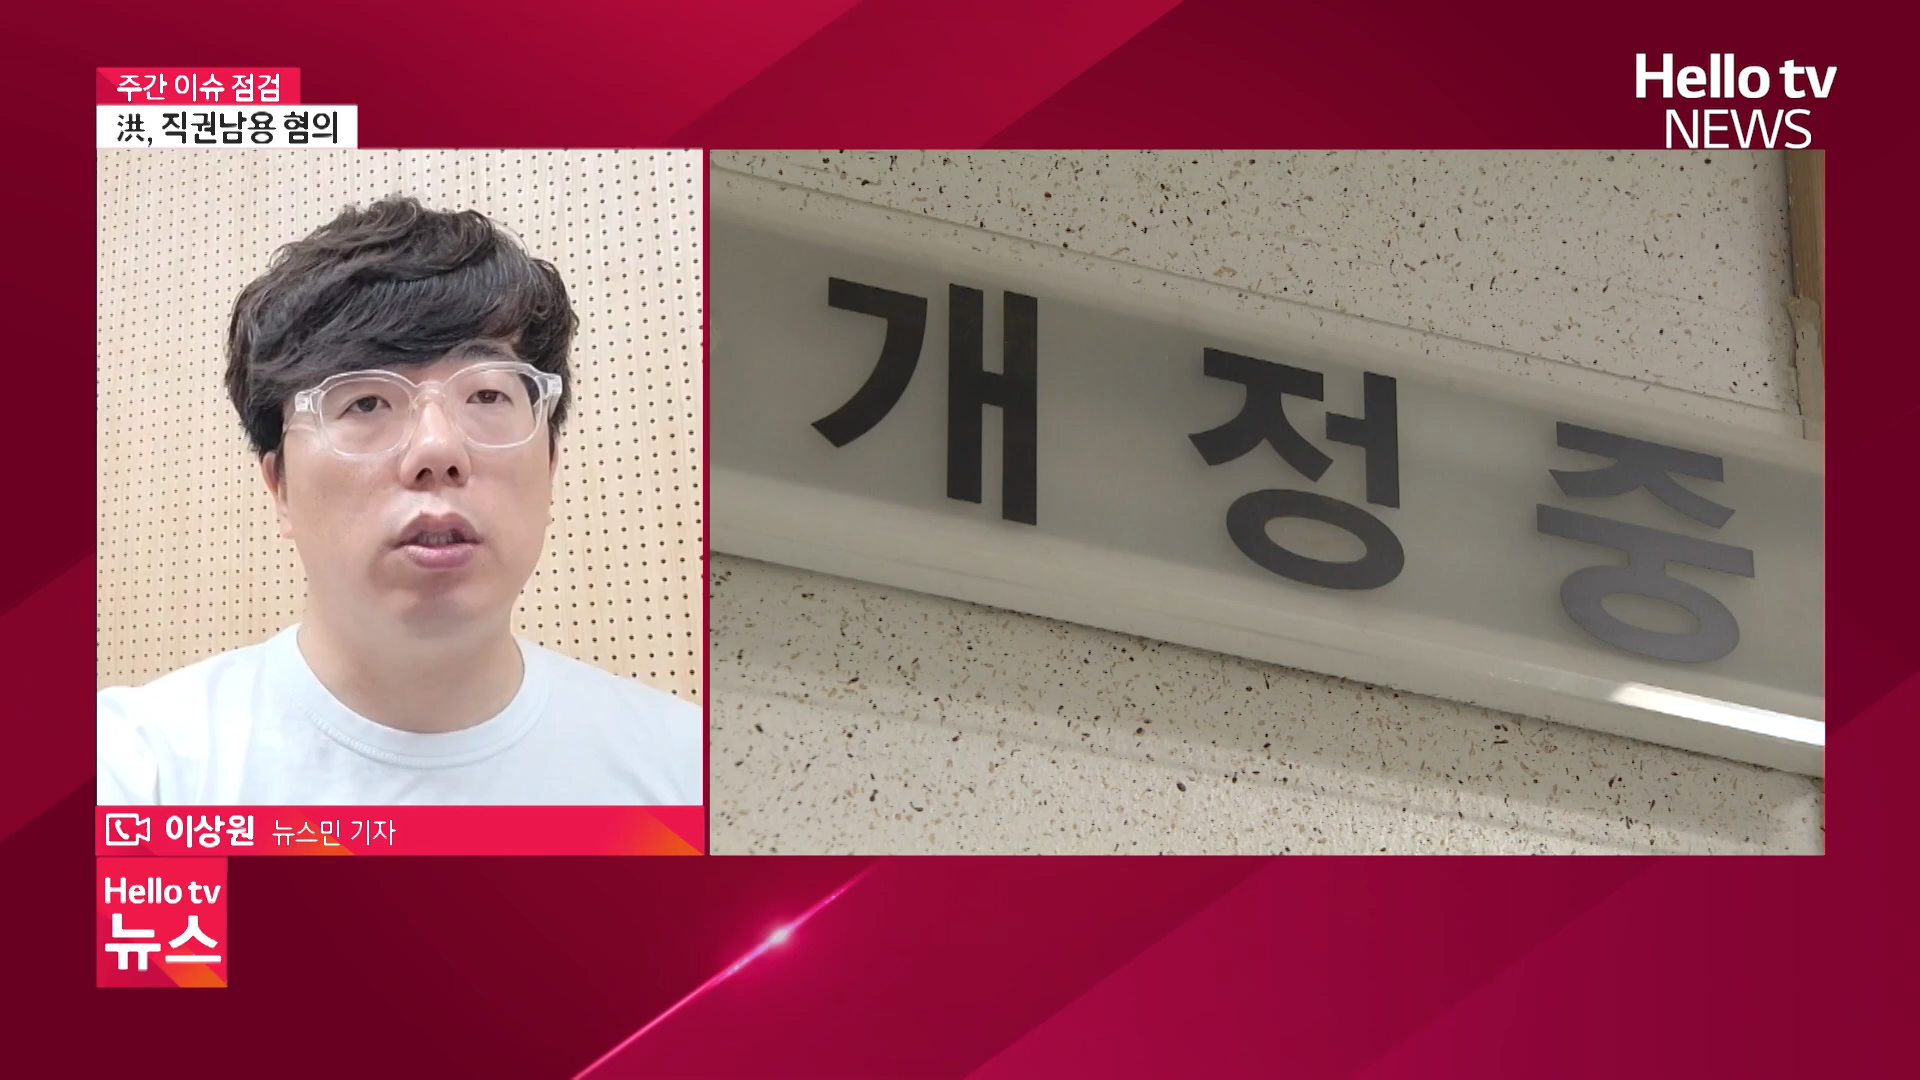 주간 이슈 점검
洪, 직권남용 혐의
Hello tv
NEWS
개정중
이상원 뉴스민 기자
Hello tv
뉴스